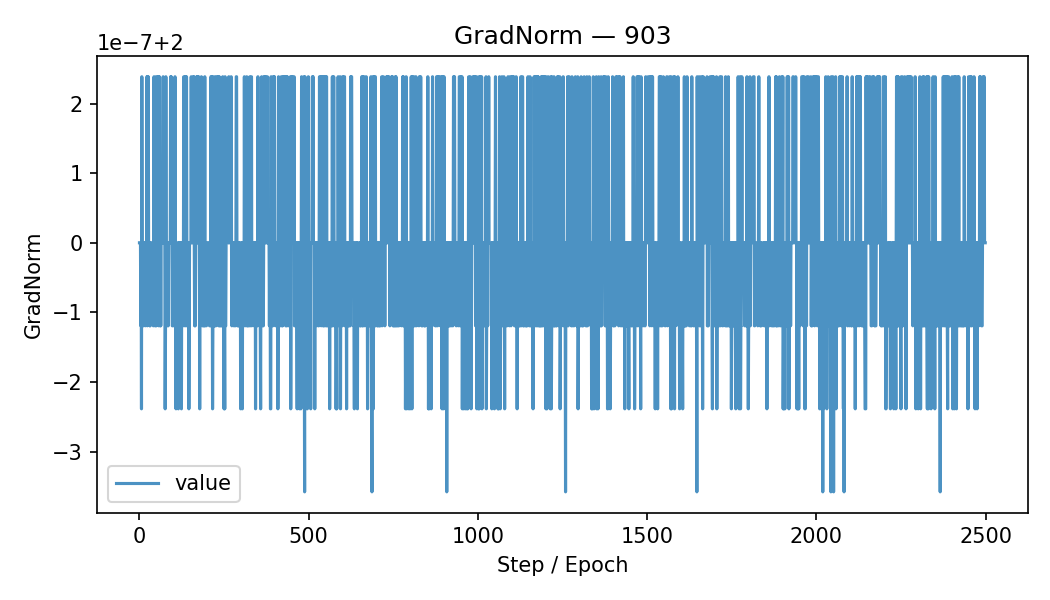 GradNorm — 903
1e−7+2
2
1
0
−1
−2
−3
GradNorm
value
0 500 1000 1500 2000 2500
Step / Epoch